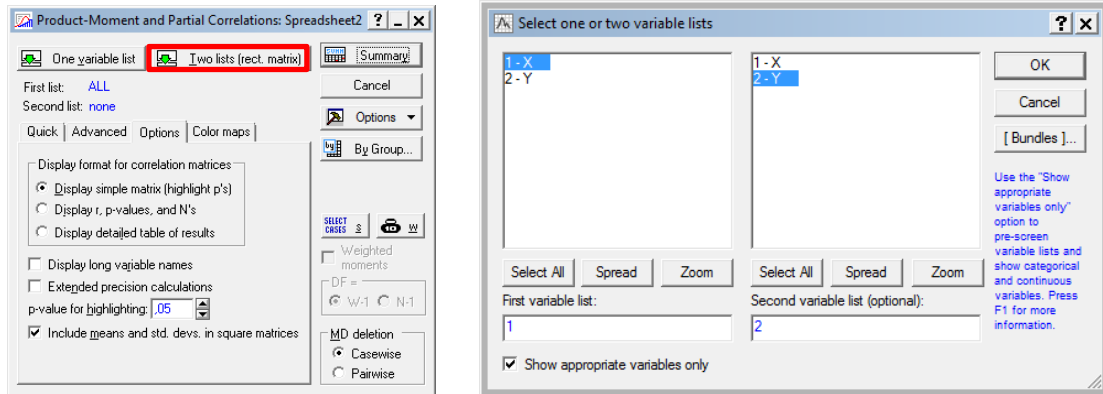 Product-Moment and Partial Correlations: Spreadsheet2 ? _ X
One variable list
Two lists (rect. matrix)
Summary
First list: ALL
Second list: none
Cancel
Quick
Advanced
Options
Color maps
Options
By Group...
Display format for correlation matrices
Display simple matrix (highlight p's)
Display r, p-values, and N's
Display detailed table of results
SELECT CASES S
W
Weighted moments
Display long variable names
Extended precision calculations
DF =
W-1 N-1
p-value for highlighting: ,05
Include means and std. devs. in square matrices
MD deletion
Casewise
Pairwise
Select one or two variable lists ? X
1 - X
2 - Y
1 - X
2 - Y
OK
Cancel
[ Bundles ]...
Use the "Show
appropriate
variables only"
option to
pre-screen
variable lists and
show categorical
and continuous
variables. Press
F1 for more
information.
Select All
Spread
Zoom
Select All
Spread
Zoom
First variable list:
Second variable list (optional):
1
2
Show appropriate variables only